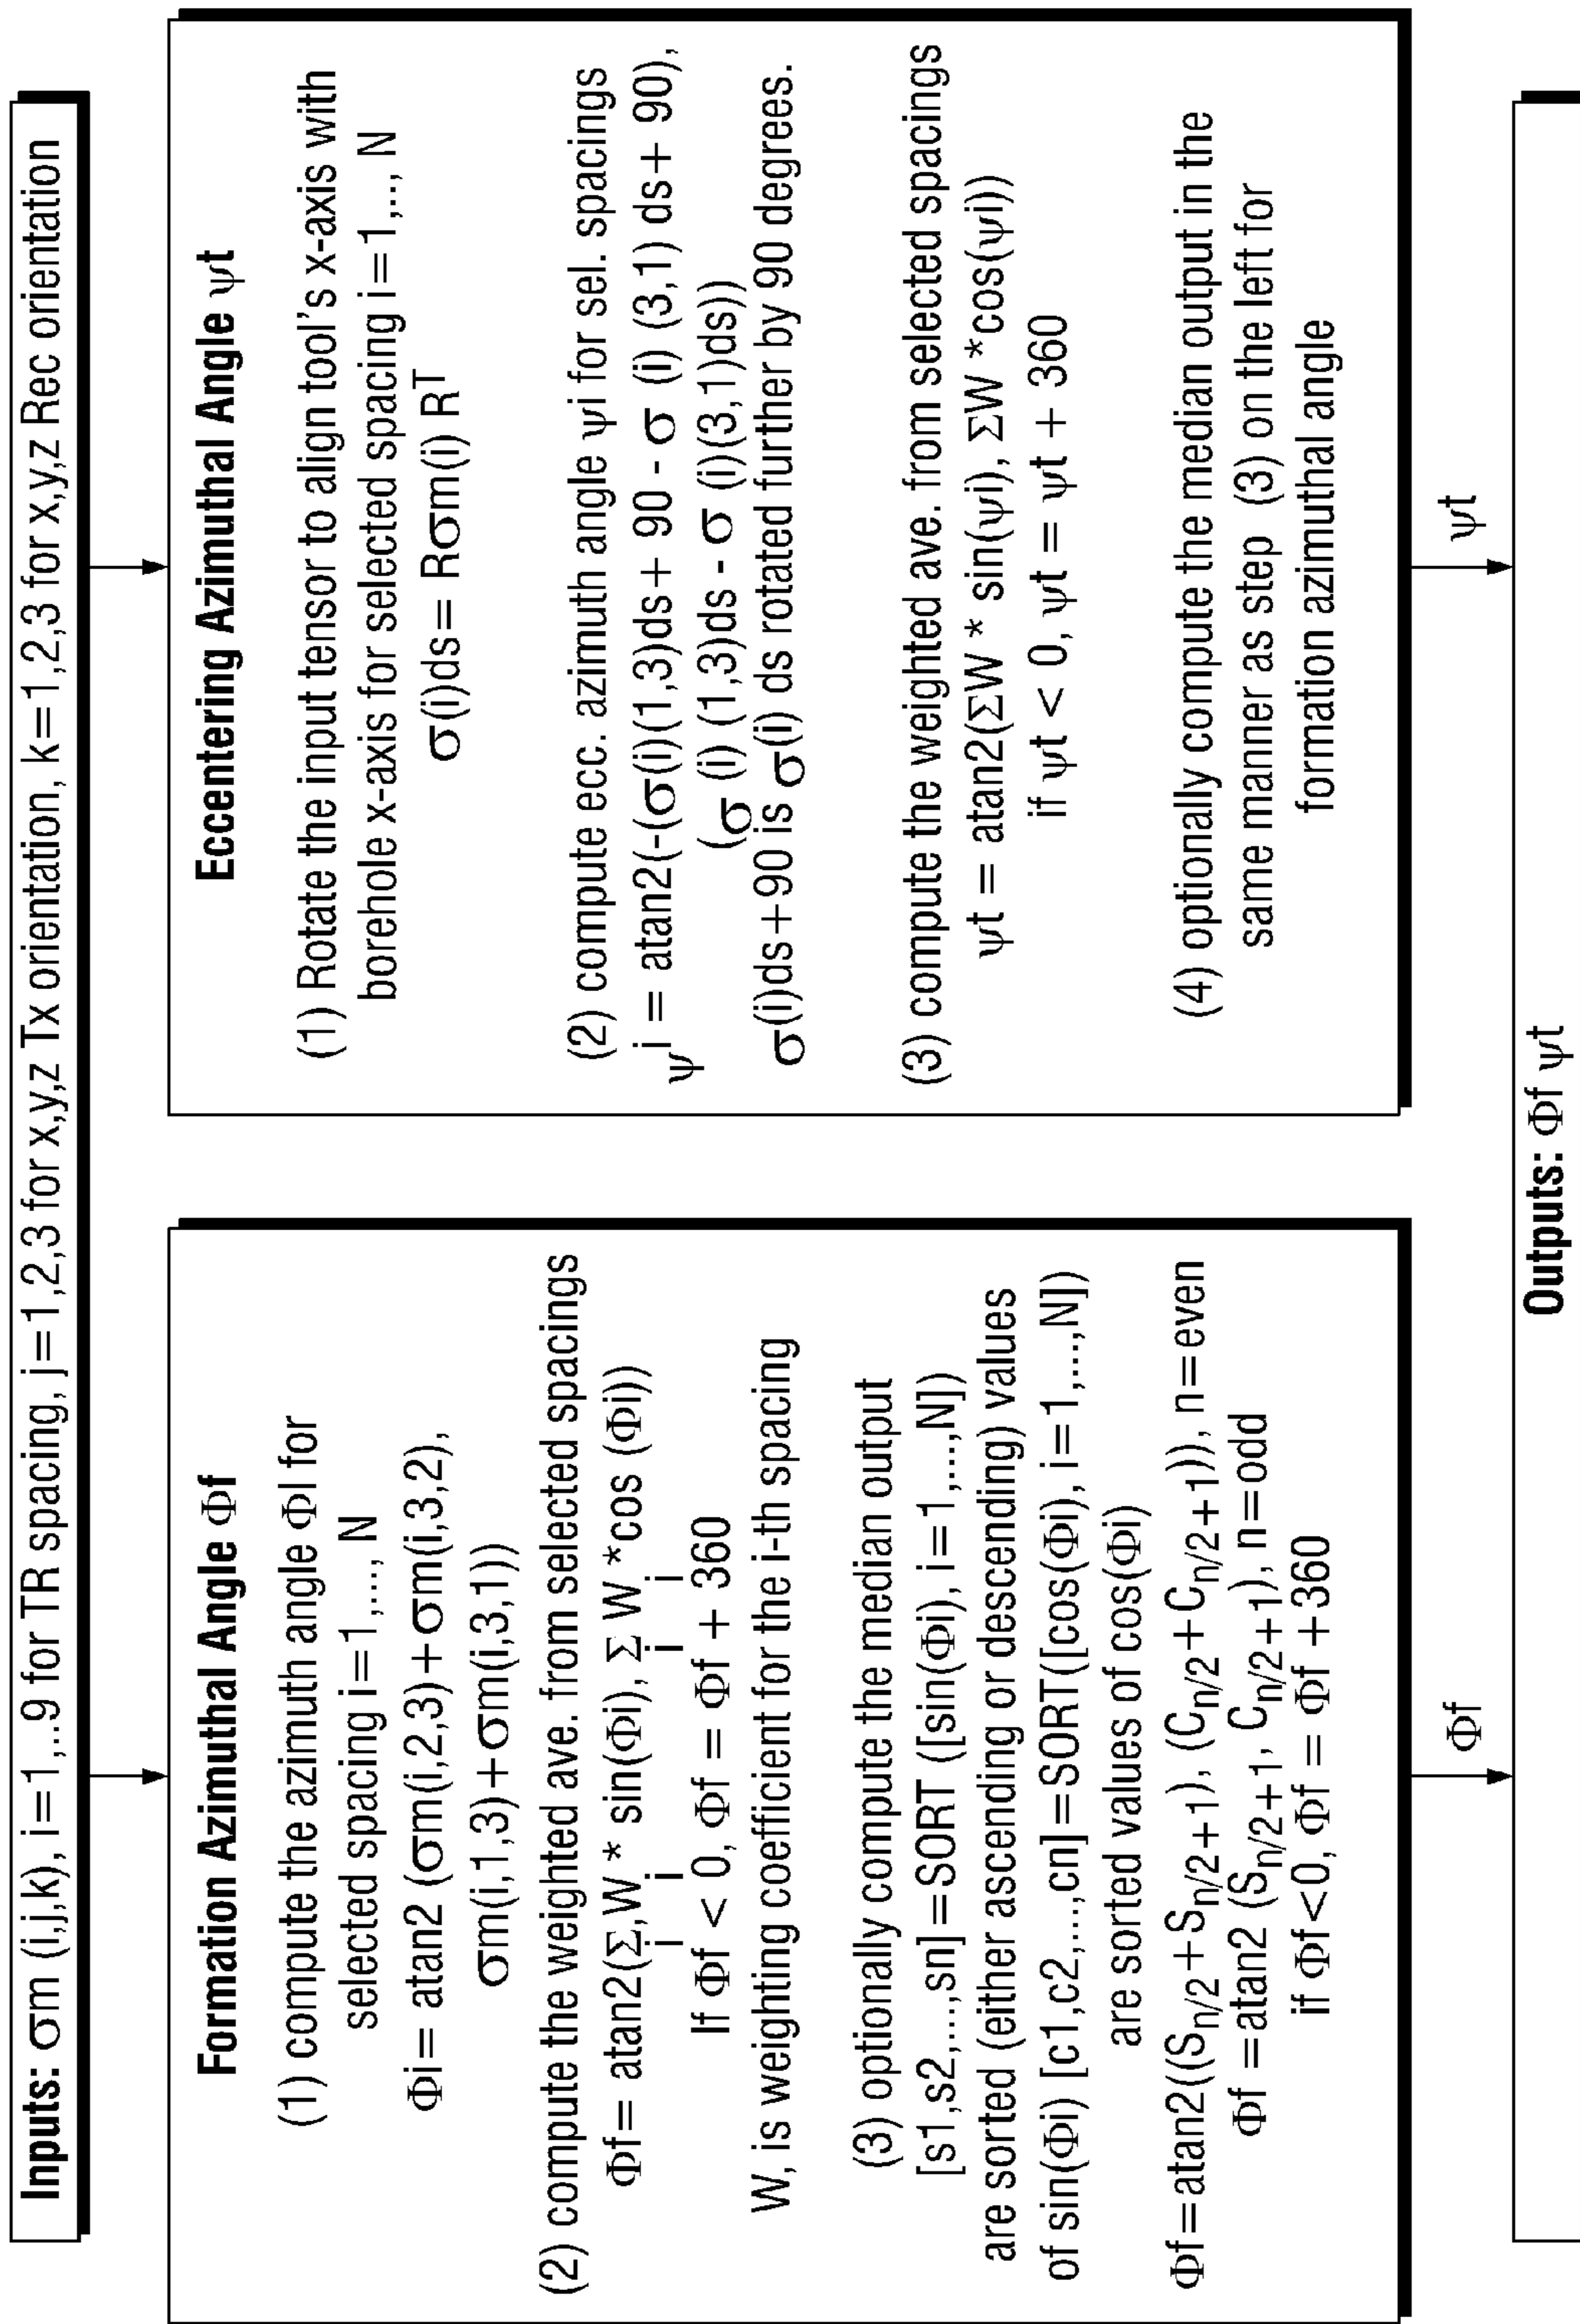 Inputs: σm (i,j,k), i=1,..9 for TR spacing, j=1,2,3 for x,y,z Tx orientation, k=1,2,3 for x,y,z Rec orientation
Formation Azimuthal Angle Φf
(1) compute the azimuth angle ΦI for
selected spacing i=1,..., N
Φi= atan2 (σm(i,2,3)+σm(i,3,2),
σm(i,1,3)+σm(i,3,1))
(2) compute the weighted ave. from selected spacings
Φf= atan2(Σ,W* sin(Φi), Σ W*cos (Φi))
i i i i
If Φf < 0, Φf = Φf + 360
W, is weighting coefficient for the i-th spacing
(3) optionally compute the median output
[s1,s2,...,sn]=SORT ([sin(Φi), i=1,...,N])
are sorted (either ascending or descending) values
of sin(Φi) [c1,c2,...,cn]=SORT([cos(Φi), i=1,...,N])
are sorted values of cos(Φi)
Φf=atan2((Sn/2+Sn/2+1), (Cn/2+Cn/2+1)), n=even
Φf =atan2 (Sn/2+1, Cn/2+1), n=odd
if Φf<0, Φf = Φf +360
Φf
Eccentering Azimuthal Angle ψt
(1) Rotate the input tensor to align tool's x-axis with
borehole x-axis for selected spacing i=1,..., N
σ(i)ds= Rσm(i) R^T
(2) compute ecc. azimuth angle ψi for sel. spacings
ψi = atan2(-(σ(i)(1,3)ds+ 90 - σ (i) (3,1) ds+ 90),
(σ (i) (1,3)ds - σ (i)(3,1)ds))
σ(i)ds+90 is σ(i) ds rotated further by 90 degrees.
(3) compute the weighted ave. from selected spacings
ψt = atan2(ΣW* sin(ψi), ΣW*cos(ψi))
if ψt < 0, ψt = ψt + 360
(4) optionally compute the median output in the
same manner as step (3) on the left for
formation azimuthal angle
ψt
Outputs: Φf ψt